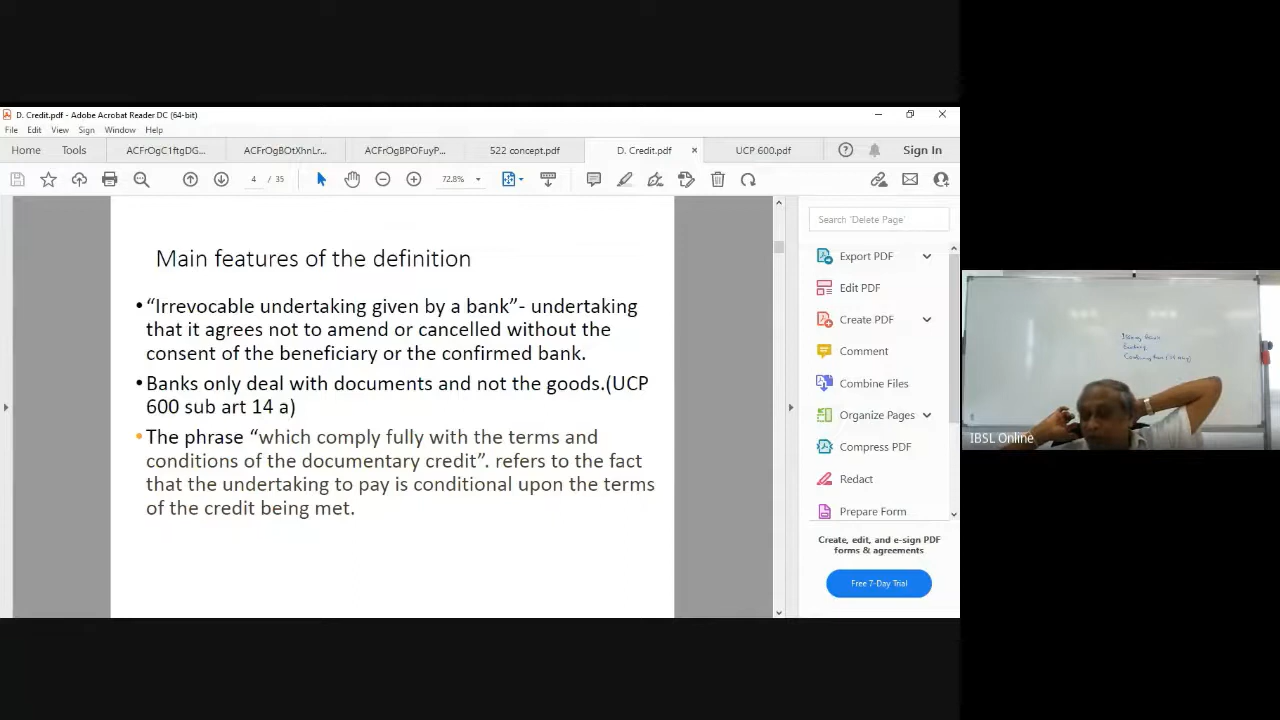 D. Credit.pdf - Adobe Acrobat Reader DC (64-bit)
File Edit View Sign Window Help
Home Tools ACFrOgC1ftgDG... ACFrOgBOtXhnLr... ACFrOgBPOFuyP... 522 concept.pdf D. Credit.pdf × UCP 600.pdf Sign In
4 / 35 72.8%
Main features of the definition
• “Irrevocable undertaking given by a bank”- undertaking
that it agrees not to amend or cancelled without the
consent of the beneficiary or the confirmed bank.
• Banks only deal with documents and not the goods.(UCP
600 sub art 14 a)
• The phrase “which comply fully with the terms and
conditions of the documentary credit”. refers to the fact
that the undertaking to pay is conditional upon the terms
of the credit being met.
Search 'Delete Page'
Export PDF
Edit PDF
Create PDF
Comment
Combine Files
Organize Pages
Compress PDF
Redact
Prepare Form
Create, edit, and e-sign PDF
forms & agreements
Free 7-Day Trial
IBSL Online